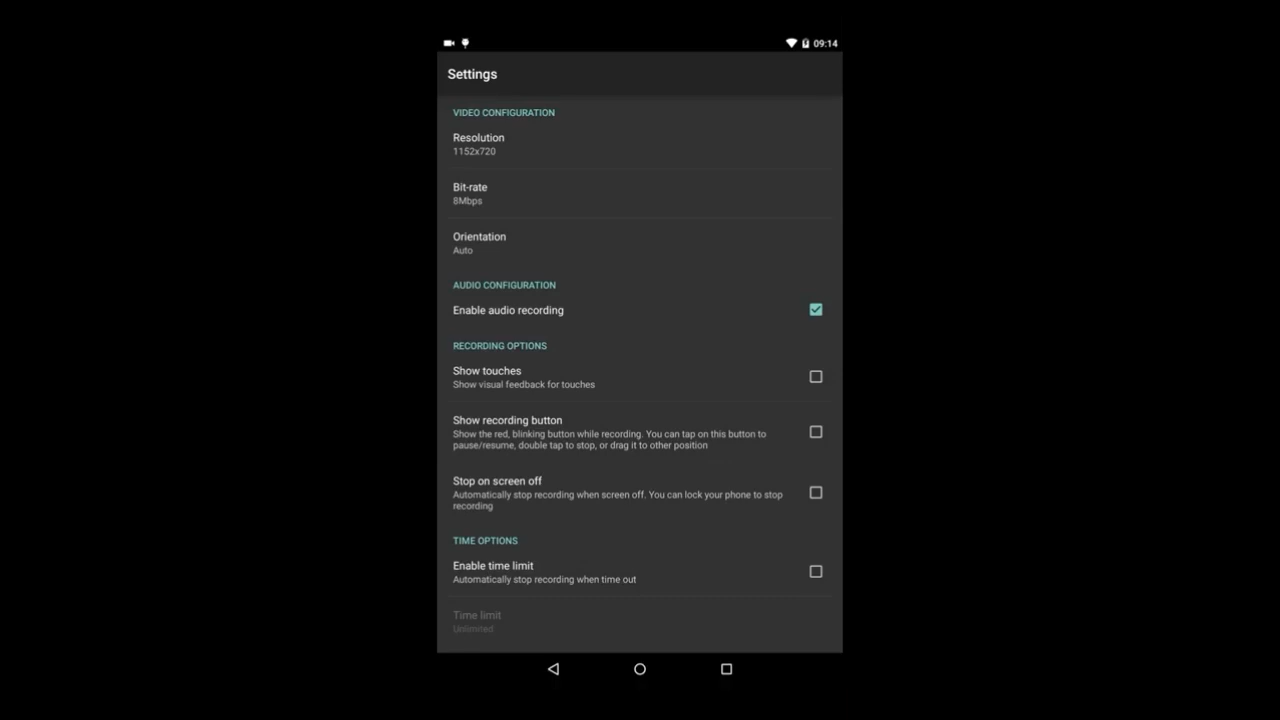 09:14
Settings
VIDEO CONFIGURATION
Resolution
1152x720
Bit-rate
8Mbps
Orientation
Auto
AUDIO CONFIGURATION
Enable audio recording
RECORDING OPTIONS
Show touches
Show visual feedback for touches
Show recording button
Show the red, blinking button while recording. You can tap on this button to
pause/resume, double tap to stop, or drag it to other position
Stop on screen off
Automatically stop recording when screen off. You can lock your phone to stop
recording
TIME OPTIONS
Enable time limit
Automatically stop recording when time out
Time limit
Unlimited